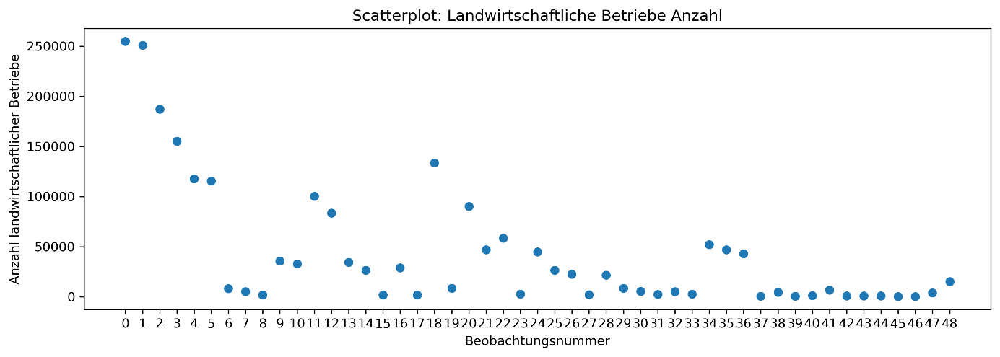 Scatterplot: Landwirtschaftliche Betriebe Anzahl
250000
200000
150000
100000
50000
0
Anzahl landwirtschaftlicher Betriebe
0 1 2 3 4 5 6 7 8 9 10 11 12 13 14 15 16 17 18 19 20 21 22 23 24 25 26 27 28 29 30 31 32 33 34 35 36 37 38 39 40 41 42 43 44 45 46 47 48
Beobachtungsnummer